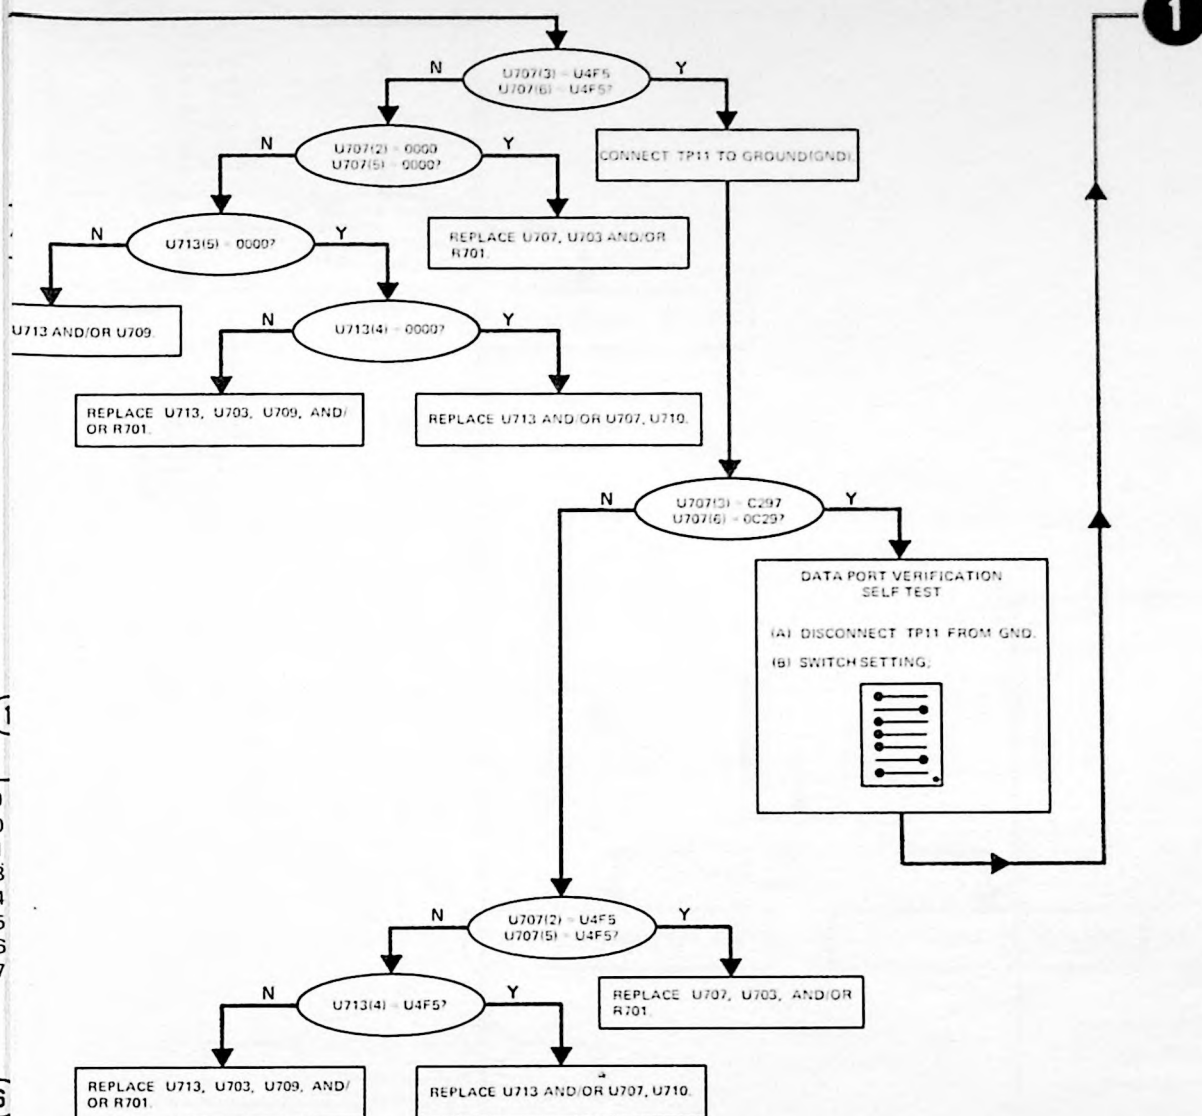 1
N
U707(3) = U4F5
U707(6) = U4F5?
Y
N
U707(2) = 0000
U707(5) = 0000?
Y
CONNECT TP11 TO GROUND(GND).
N
U713(5) = 0000?
Y
REPLACE U707, U703 AND/OR
R701.
U713 AND/OR U709.
N
U713(4) = 0000?
Y
REPLACE U713, U703, U709, AND/
OR R701.
REPLACE U713 AND/OR U707, U710.
N
U707(3) = C297
U707(6) = 0C29?
Y
DATA PORT VERIFICATION
SELF TEST
(A) DISCONNECT TP11 FROM GND.
(B) SWITCH SETTING;
N
U707(2) = U4F5
U707(5) = U4F5?
Y
N
U713(4) = U4F5?
Y
REPLACE U707, U703, AND/OR
R701.
REPLACE U713, U703, U709, AND/
OR R701.
REPLACE U713 AND/OR U707, U710.